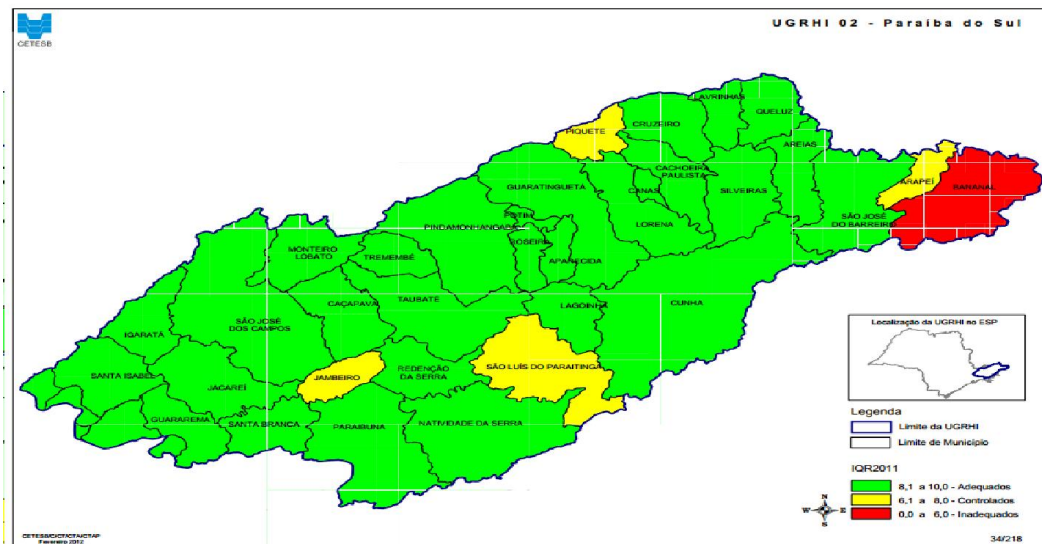 CETESB
UGRHI 02 - Paraíba do Sul
LAVRINHAS
QUELUZ
CRUZEIRO
PIQUETE
AREIAS
CACHOEIRA
PAULISTA
ARAPEÍ
BANANAL
GUARATINGUETA
CANAS
SILVEIRAS
POTIM
SÃO JOSÉ
DO BARREIRO
PINDAMONHANGABA
LORENA
ROSEIRA
MONTEIRO
LOBATO
TREMEMBÉ
APARECIDA
CAÇAPAVA
TAUBATÉ
LAGOINHA
CUNHA
SÃO JOSÉ
DOS CAMPOS
IGARATÁ
Localização da UGRHI no ESP
SANTA ISABEL
JACAREÍ
JAMBEIRO
REDENÇÃO
DA SERRA
SÃO LUÍS DO PARAITINGA
GUARAREMA
SANTA BRANCA
PARAIBUNA
NATIVIDADE DA SERRA
Legenda
Limite da UGRHI
Limite de Município
IQR2011
8,1 a 10,0 - Adequados
6,1 a 8,0 - Controlados
0,0 a 6,0 - Inadequados
N
W E
S
Fevereiro 2012
34/218